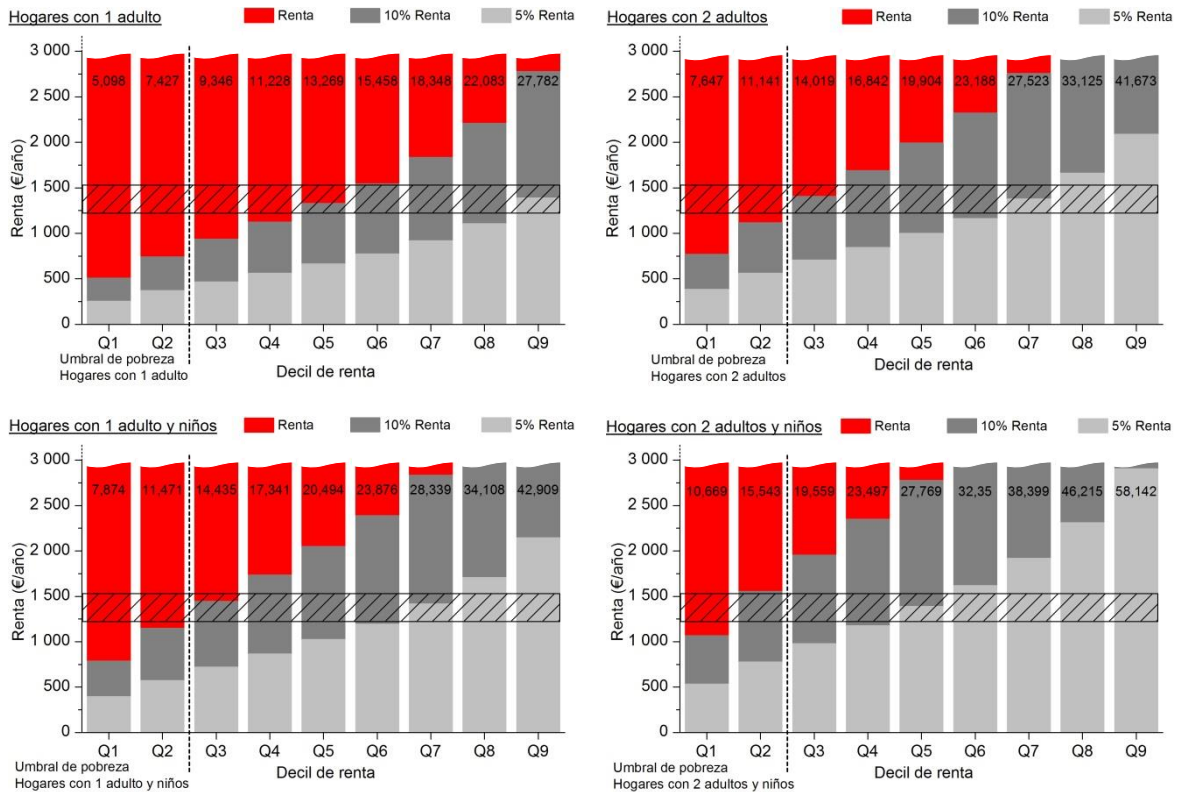 Hogares con 1 adulto
Renta 10% Renta 5% Renta
3 000
2 500
2 000
1 500
1 000
500
0
Renta (€/año)
5,098 7,427 9,346 11,228 13,269 15,458 18,348 22,083 27,782
Q1 Q2 Q3 Q4 Q5 Q6 Q7 Q8 Q9
Umbral de pobreza
Hogares con 1 adulto
Decil de renta
Hogares con 2 adultos
Renta 10% Renta 5% Renta
3 000
2 500
2 000
1 500
1 000
500
0
Renta (€/año)
7,647 11,141 14,019 16,842 19,904 23,188 27,523 33,125 41,673
Q1 Q2 Q3 Q4 Q5 Q6 Q7 Q8 Q9
Umbral de pobreza
Hogares con 2 adultos
Decil de renta
Hogares con 1 adulto y niños
Renta 10% Renta 5% Renta
3 000
2 500
2 000
1 500
1 000
500
0
Renta (€/año)
7,874 11,471 14,435 17,341 20,494 23,876 28,339 34,108 42,909
Q1 Q2 Q3 Q4 Q5 Q6 Q7 Q8 Q9
Umbral de pobreza
Hogares con 1 adulto y niños
Decil de renta
Hogares con 2 adultos y niños
Renta 10% Renta 5% Renta
3 000
2 500
2 000
1 500
1 000
500
0
Renta (€/año)
10,669 15,543 19,559 23,497 27,769 32,35 38,399 46,215 58,142
Q1 Q2 Q3 Q4 Q5 Q6 Q7 Q8 Q9
Umbral de pobreza
Hogares con 2 adultos y niños
Decil de renta